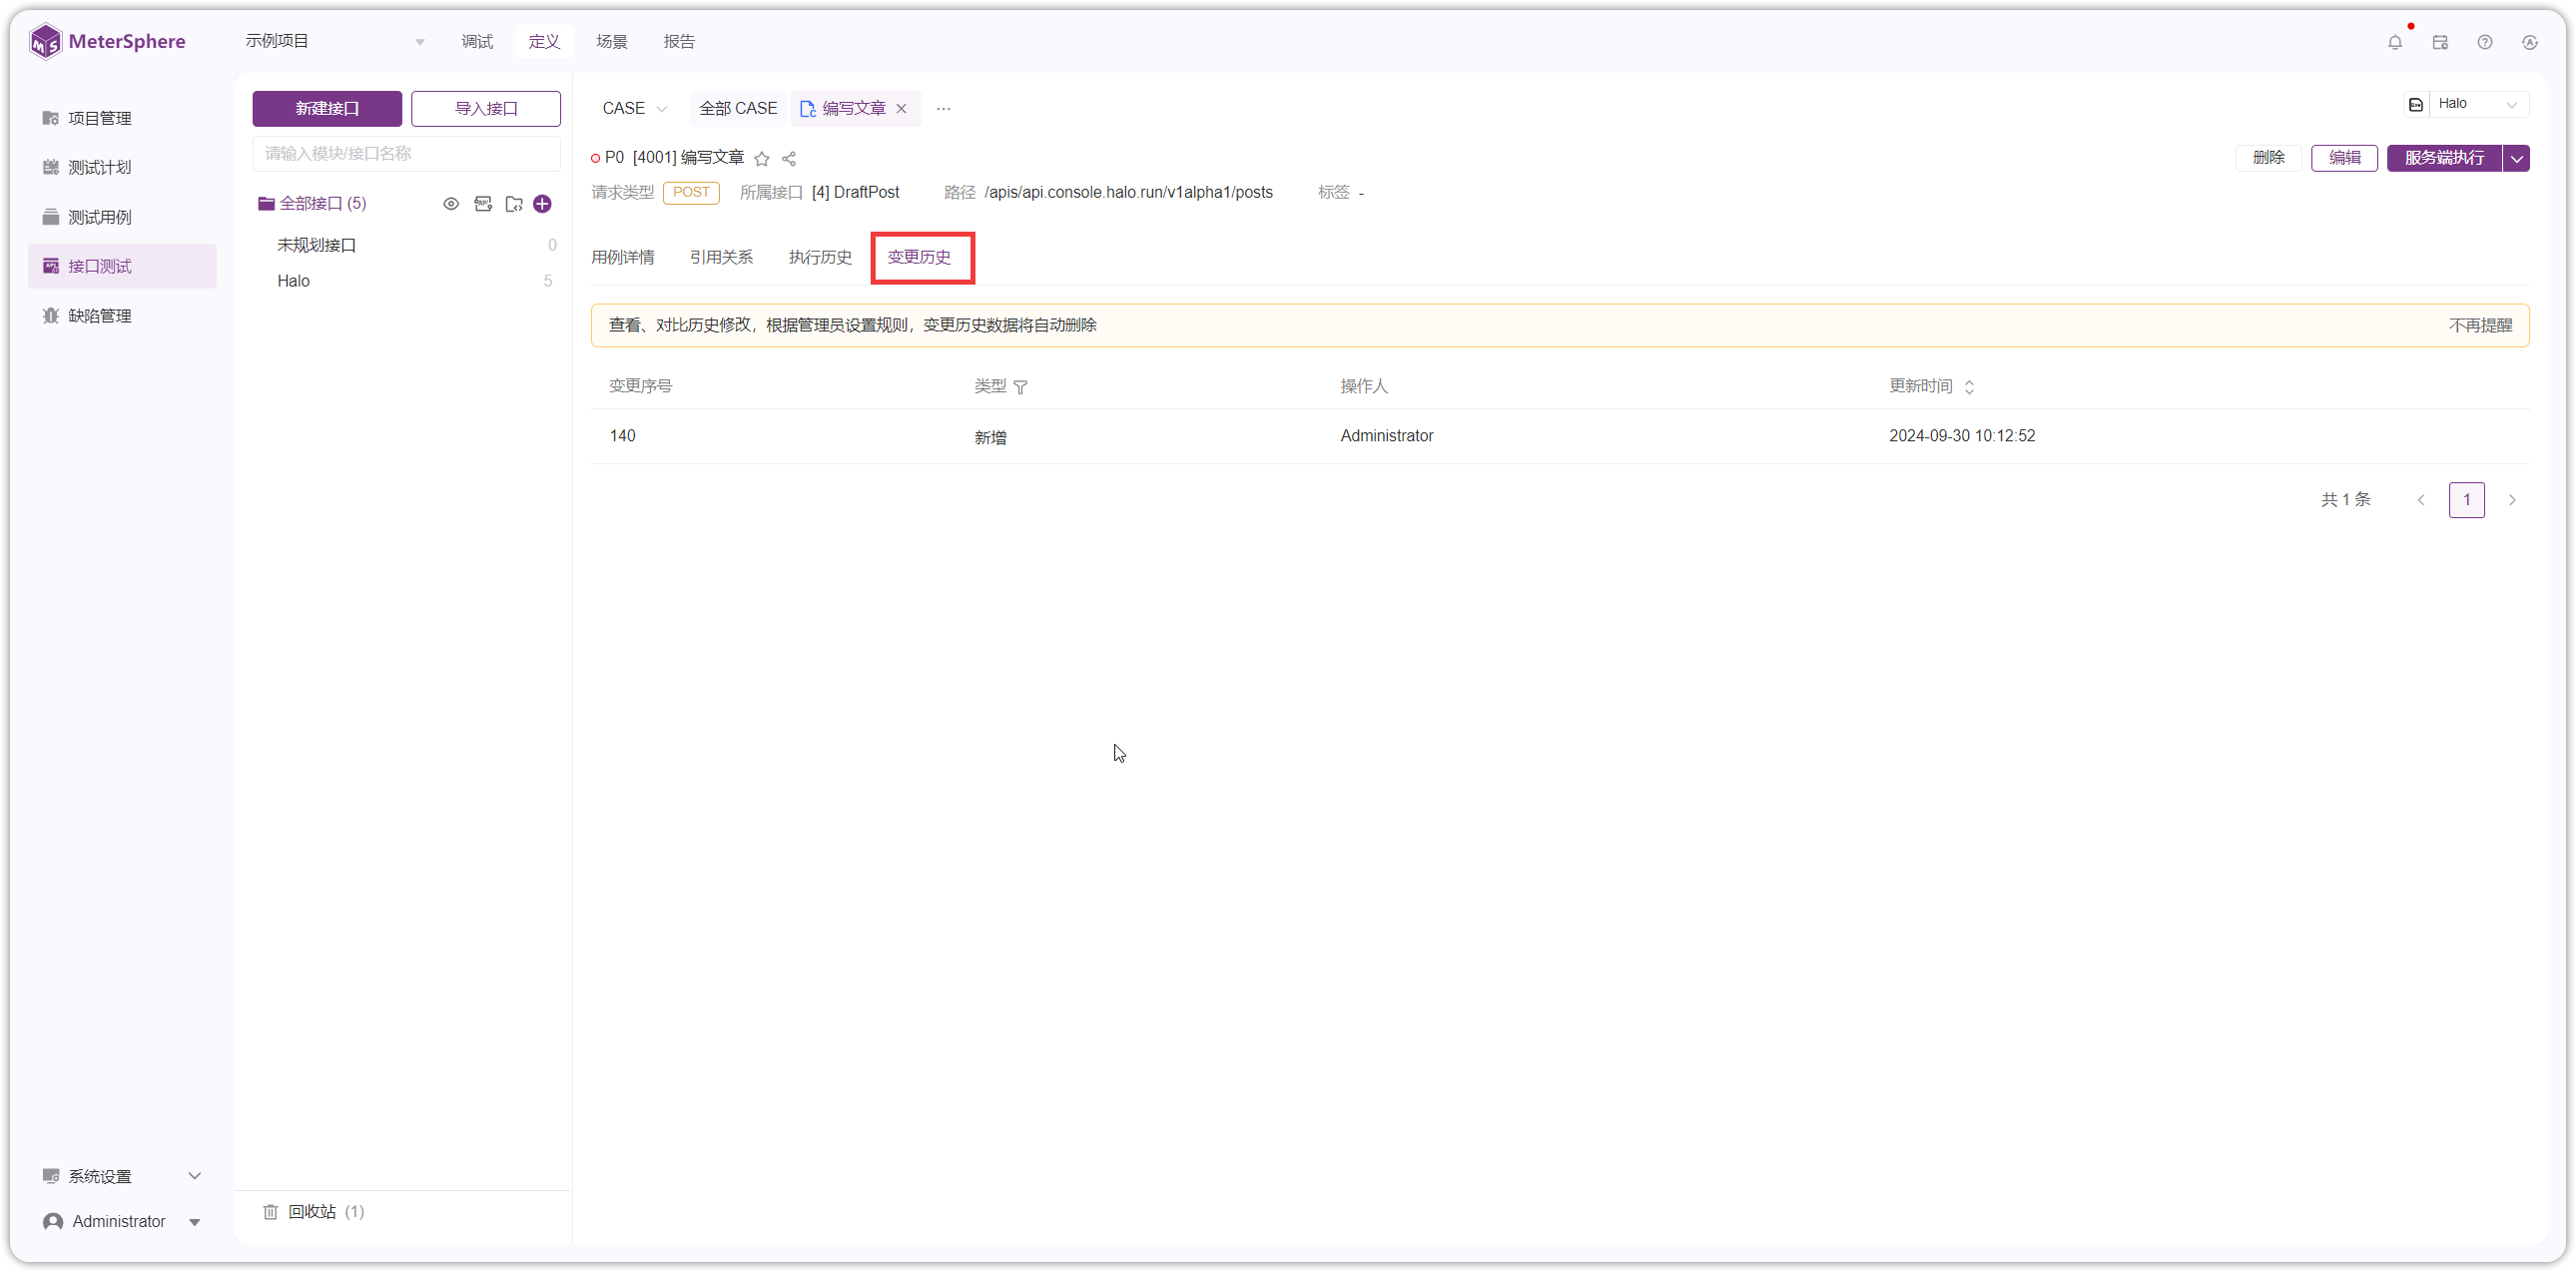 MeterSphere
示例项目
调试
定义
场景
报告
项目管理
测试计划
测试用例
接口测试
缺陷管理
系统设置
Administrator
新建接口
导入接口
请输入模块/接口名称
全部接口 (5)
未规划接口 0
Halo 5
回收站 (1)
CASE
全部 CASE
编写文章
Halo
P0 [4001] 编写文章
删除
编辑
服务端执行
请求类型 POST 所属接口 [4] DraftPost 路径 /apis/api.console.halo.run/v1alpha1/posts 标签 -
用例详情 引用关系 执行历史 变更历史
查看、对比历史修改，根据管理员设置规则，变更历史数据将自动删除 不再提醒
变更序号 类型 操作人 更新时间
140 新增 Administrator 2024-09-30 10:12:52
共 1 条 1